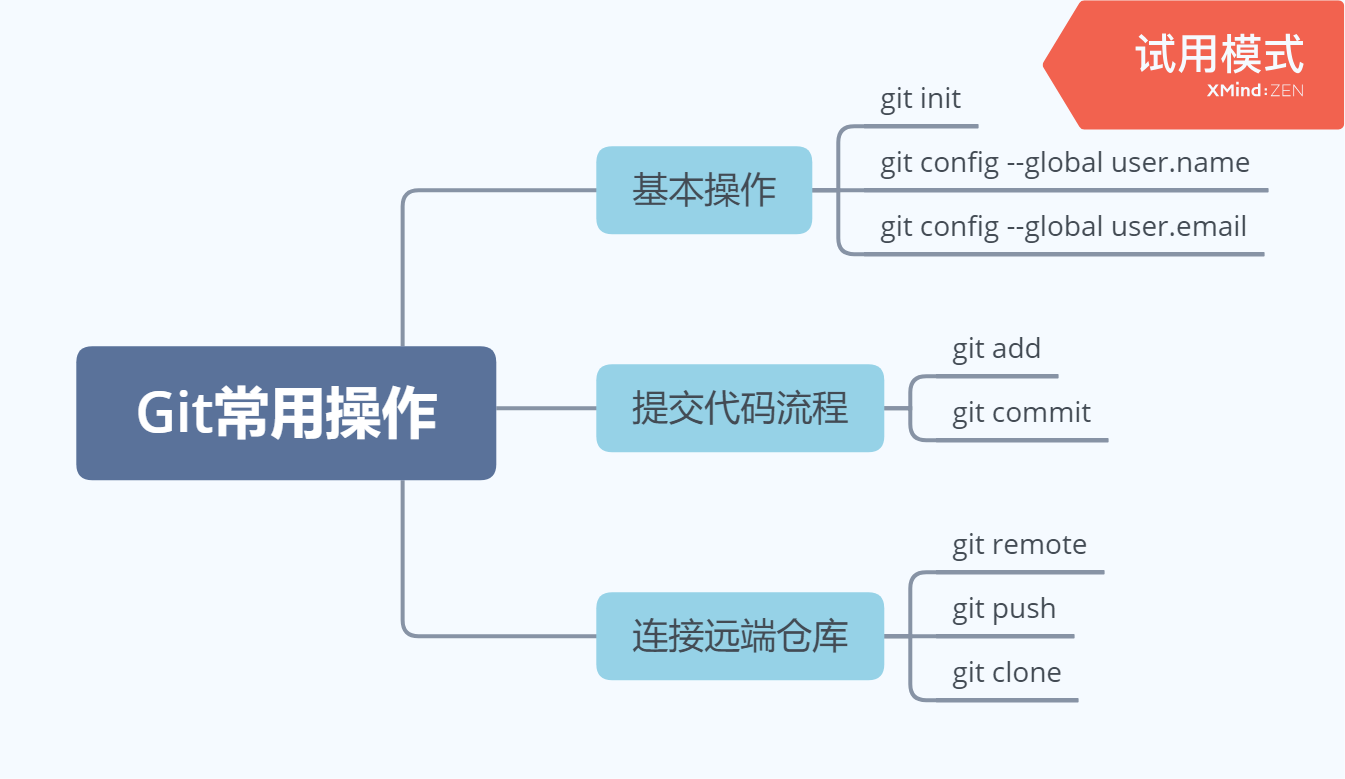 试用模式
XMind:ZEN
Git常用操作
基本操作
git init
git config --global user.name
git config --global user.email
提交代码流程
git add
git commit
连接远端仓库
git remote
git push
git clone